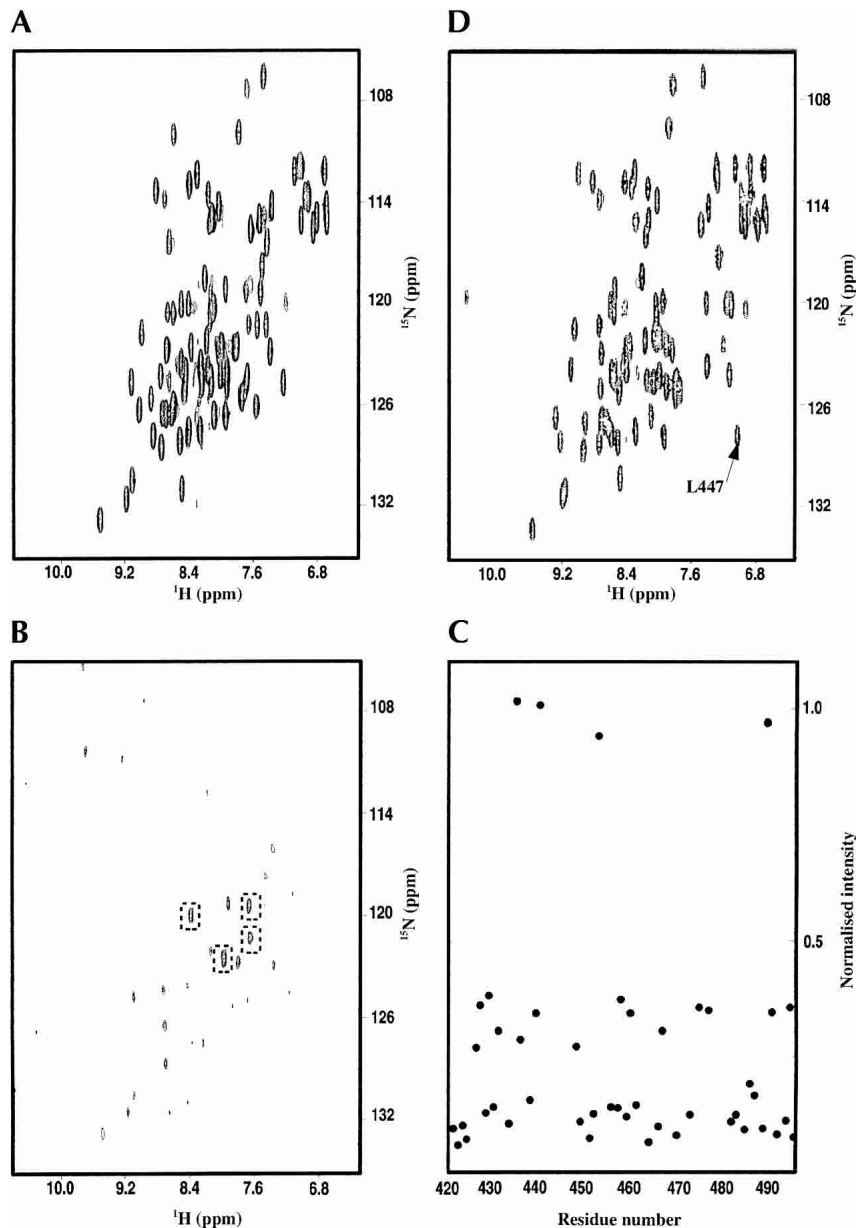 A
108
114
120
126
132
15N (ppm)
10.0 9.2 8.4 7.6 6.8
1H (ppm)
D
108
114
120
126
132
15N (ppm)
L447
10.0 9.2 8.4 7.6 6.8
1H (ppm)
B
108
114
120
126
132
15N (ppm)
10.0 9.2 8.4 7.6 6.8
1H (ppm)
C
1.0
0.5
Normalised intensity
420 430 440 450 460 470 480 490
Residue number